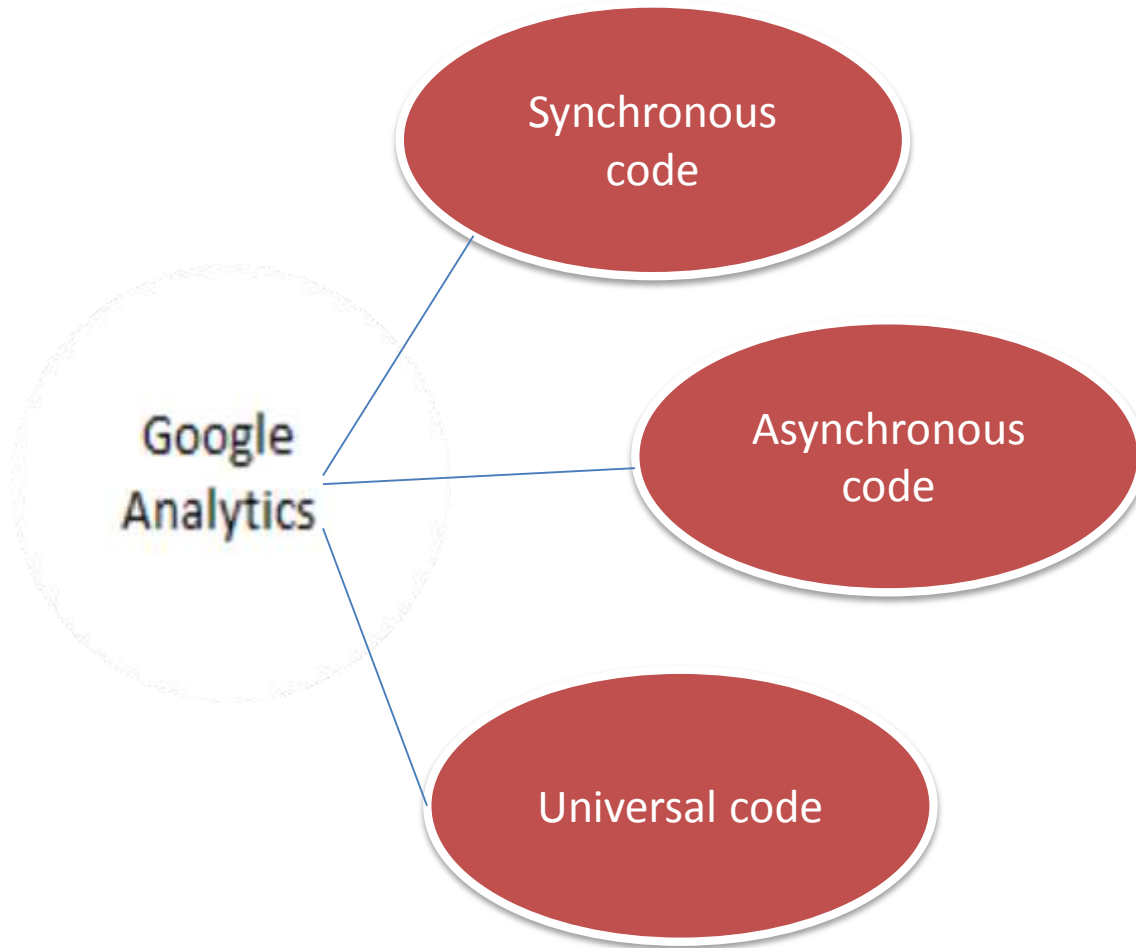 Synchronous
code
Google
Analytics
Asynchronous
code
Universal code